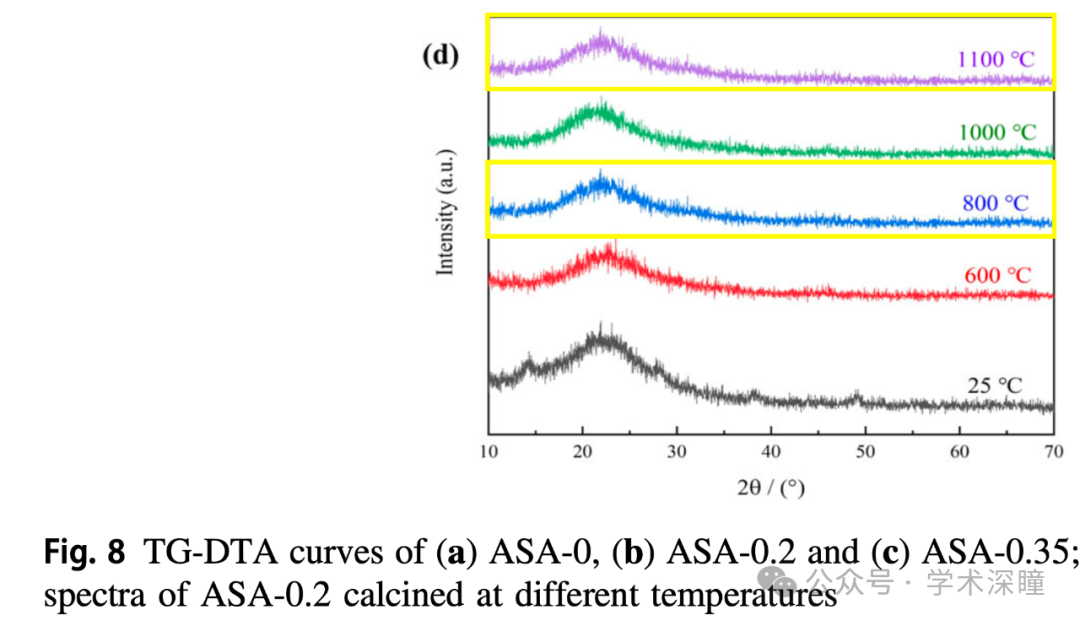 (d)
1100 °C
1000 °C
800 °C
600 °C
25 °C
Intensity (a.u.)
10 20 30 40 50 60 70
2θ / (°)
Fig. 8 TG-DTA curves of (a) ASA-0, (b) ASA-0.2 and (c) ASA-0.35;
spectra of ASA-0.2 calcined at different temperatures
公众号 · 学术深瞳